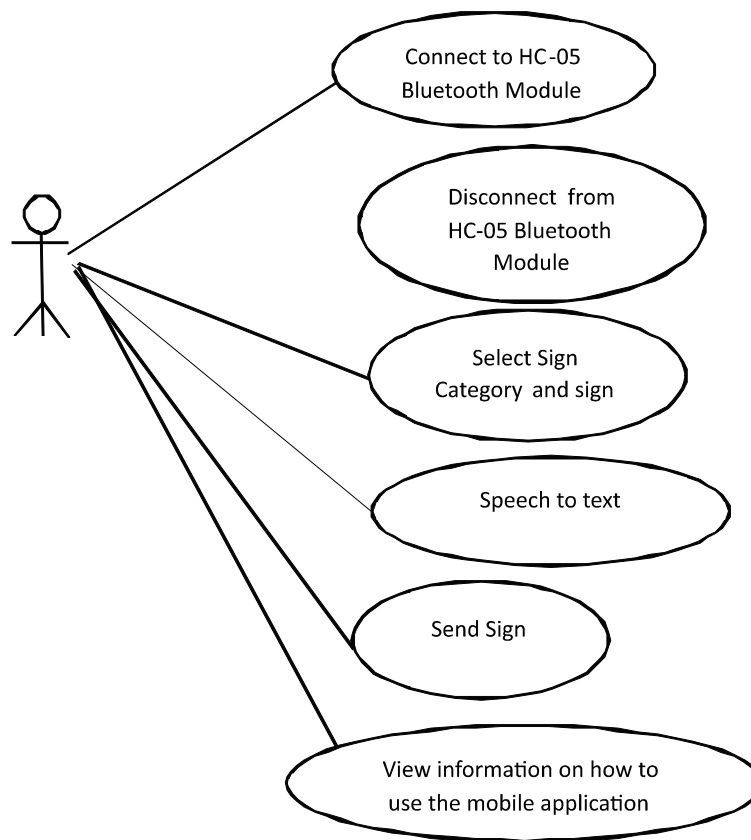 Connect to HC-05
Bluetooth Module
Disconnect from
HC-05 Bluetooth
Module
Select Sign
Category and sign
Speech to text
Send Sign
View information on how to
use the mobile application